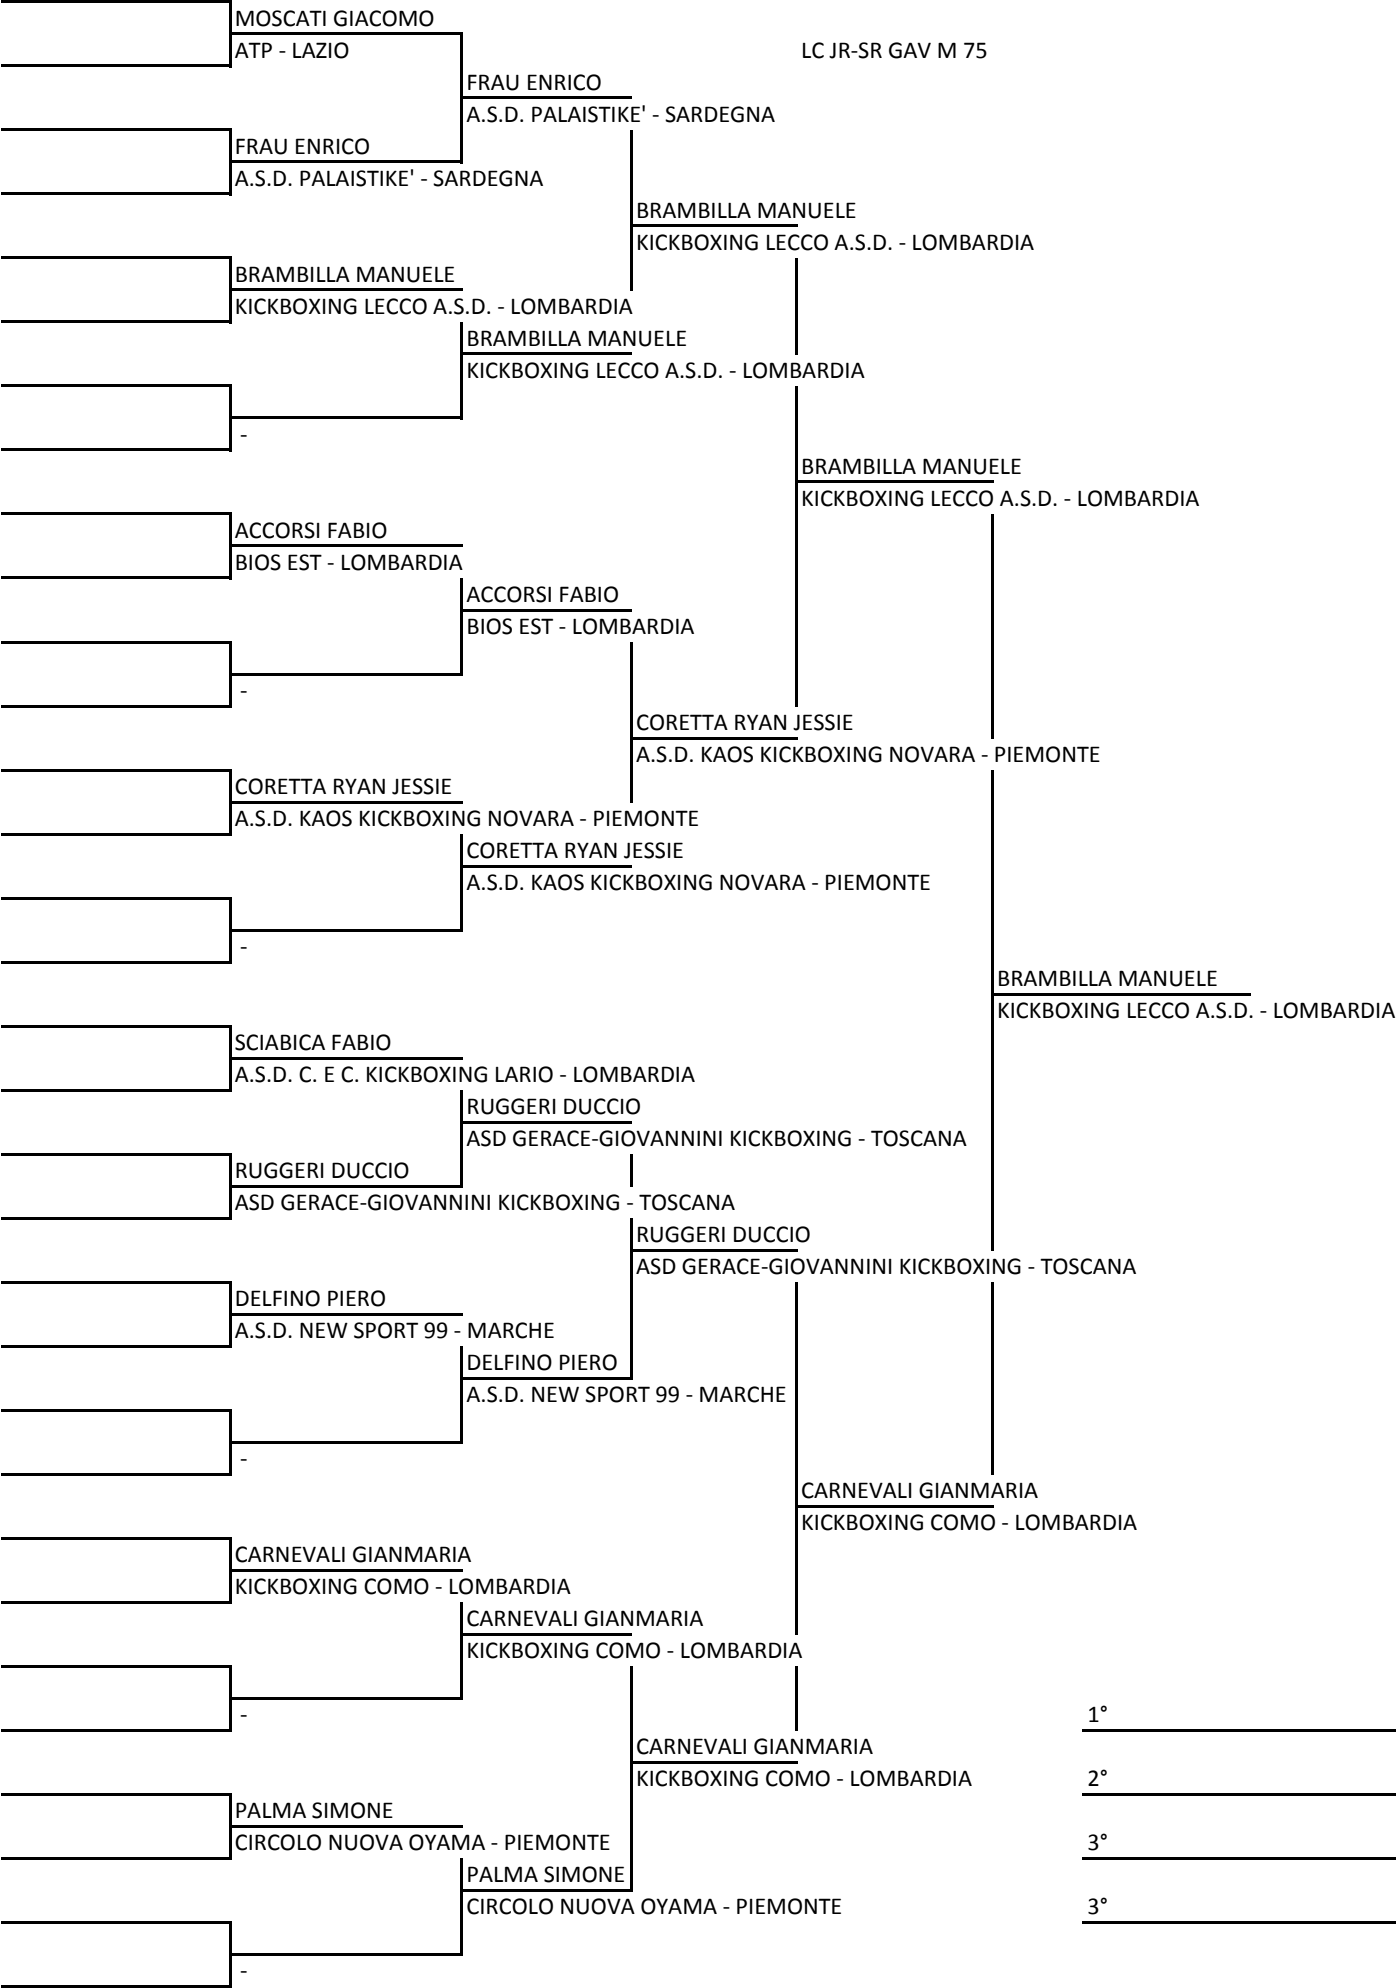 MOSCATI GIACOMO
ATP - LAZIO
LC JR-SR GAV M 75
FRAU ENRICO
A.S.D. PALAISTIKE' - SARDEGNA
FRAU ENRICO
A.S.D. PALAISTIKE' - SARDEGNA
BRAMBILLA MANUELE
KICKBOXING LECCO A.S.D. - LOMBARDIA
BRAMBILLA MANUELE
KICKBOXING LECCO A.S.D. - LOMBARDIA
BRAMBILLA MANUELE
KICKBOXING LECCO A.S.D. - LOMBARDIA
-
BRAMBILLA MANUELE
KICKBOXING LECCO A.S.D. - LOMBARDIA
ACCORSI FABIO
BIOS EST - LOMBARDIA
ACCORSI FABIO
BIOS EST - LOMBARDIA
-
CORETTA RYAN JESSIE
A.S.D. KAOS KICKBOXING NOVARA - PIEMONTE
CORETTA RYAN JESSIE
A.S.D. KAOS KICKBOXING NOVARA - PIEMONTE
CORETTA RYAN JESSIE
A.S.D. KAOS KICKBOXING NOVARA - PIEMONTE
-
BRAMBILLA MANUELE
KICKBOXING LECCO A.S.D. - LOMBARDIA
SCIABICA FABIO
A.S.D. C. E C. KICKBOXING LARIO - LOMBARDIA
RUGGERI DUCCIO
ASD GERACE-GIOVANNINI KICKBOXING - TOSCANA
RUGGERI DUCCIO
ASD GERACE-GIOVANNINI KICKBOXING - TOSCANA
RUGGERI DUCCIO
ASD GERACE-GIOVANNINI KICKBOXING - TOSCANA
DELFINO PIERO
A.S.D. NEW SPORT 99 - MARCHE
DELFINO PIERO
A.S.D. NEW SPORT 99 - MARCHE
-
CARNEVALI GIANMARIA
KICKBOXING COMO - LOMBARDIA
CARNEVALI GIANMARIA
KICKBOXING COMO - LOMBARDIA
CARNEVALI GIANMARIA
KICKBOXING COMO - LOMBARDIA
-
1°
CARNEVALI GIANMARIA
KICKBOXING COMO - LOMBARDIA
2°
PALMA SIMONE
CIRCOLO NUOVA OYAMA - PIEMONTE
3°
PALMA SIMONE
CIRCOLO NUOVA OYAMA - PIEMONTE
3°
-